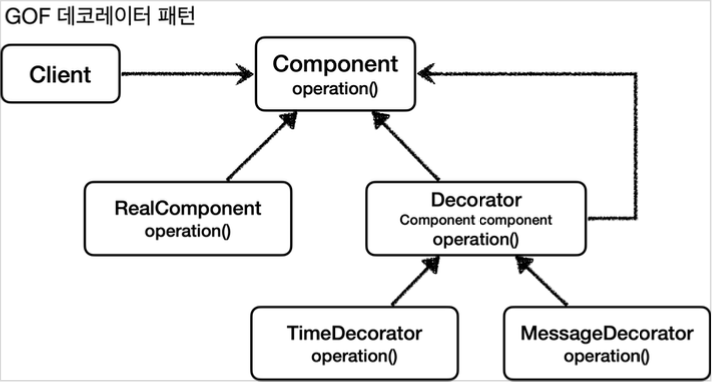 GOF 데코레이터 패턴
Client
Component
operation()
RealComponent
operation()
Decorator
Component component
operation()
TimeDecorator
operation()
MessageDecorator
operation()